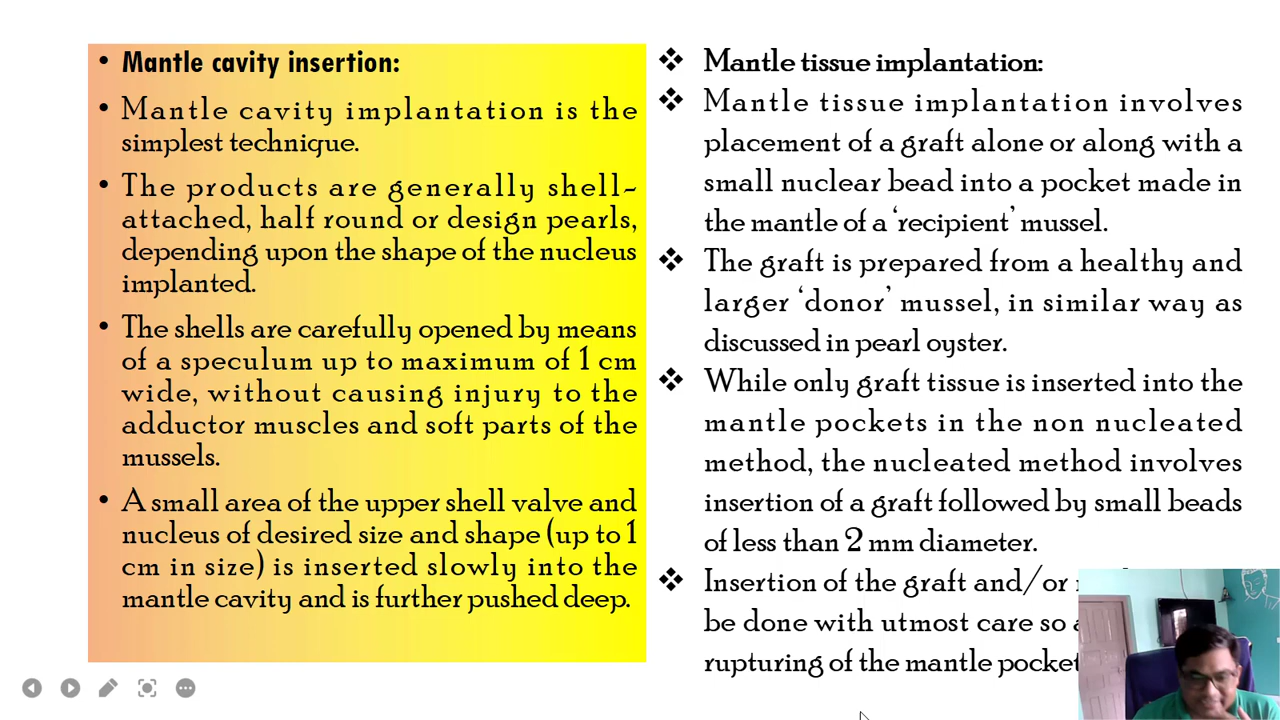 • Mantle cavity insertion:
• Mantle cavity implantation is the
simplest technique.
• The products are generally shell-
attached, half round or design pearls,
depending upon the shape of the nucleus
implanted.
• The shells are carefully opened by means
of a speculum up to maximum of 1 cm
wide, without causing injury to the
adductor muscles and soft parts of the
mussels.
• A small area of the upper shell valve and
nucleus of desired size and shape (up to 1
cm in size) is inserted slowly into the
mantle cavity and is further pushed deep.
❖ Mantle tissue implantation:
❖ Mantle tissue implantation involves
placement of a graft alone or along with a
small nuclear bead into a pocket made in
the mantle of a ‘recipient’ mussel.
❖ The graft is prepared from a healthy and
larger ‘donor’ mussel, in similar way as
discussed in pearl oyster.
❖ While only graft tissue is inserted into the
mantle pockets in the non nucleated
method, the nucleated method involves
insertion of a graft followed by small beads
of less than 2 mm diameter.
❖ Insertion of the graft and/or
be done with utmost care so
rupturing of the mantle pocket